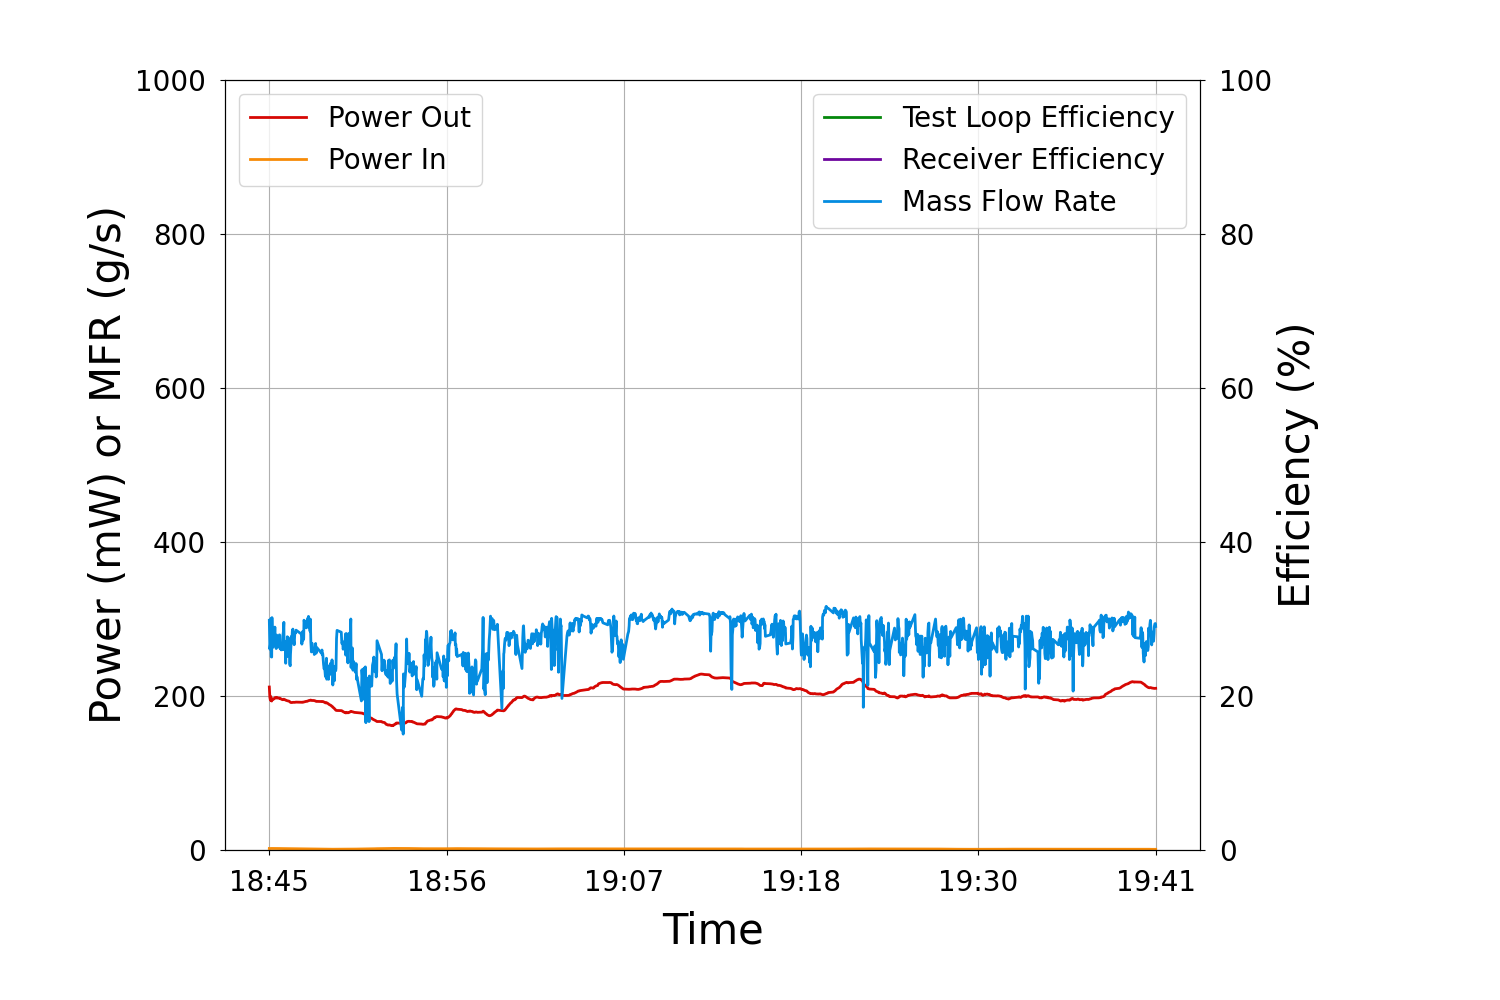 1000
800
600
400
200
0
Power (mW) or MFR (g/s)
Power Out
Power In
Test Loop Efficiency
Receiver Efficiency
Mass Flow Rate
100
80
60
40
20
0
Efficiency (%)
18:45 18:56 19:07 19:18 19:30 19:41
Time